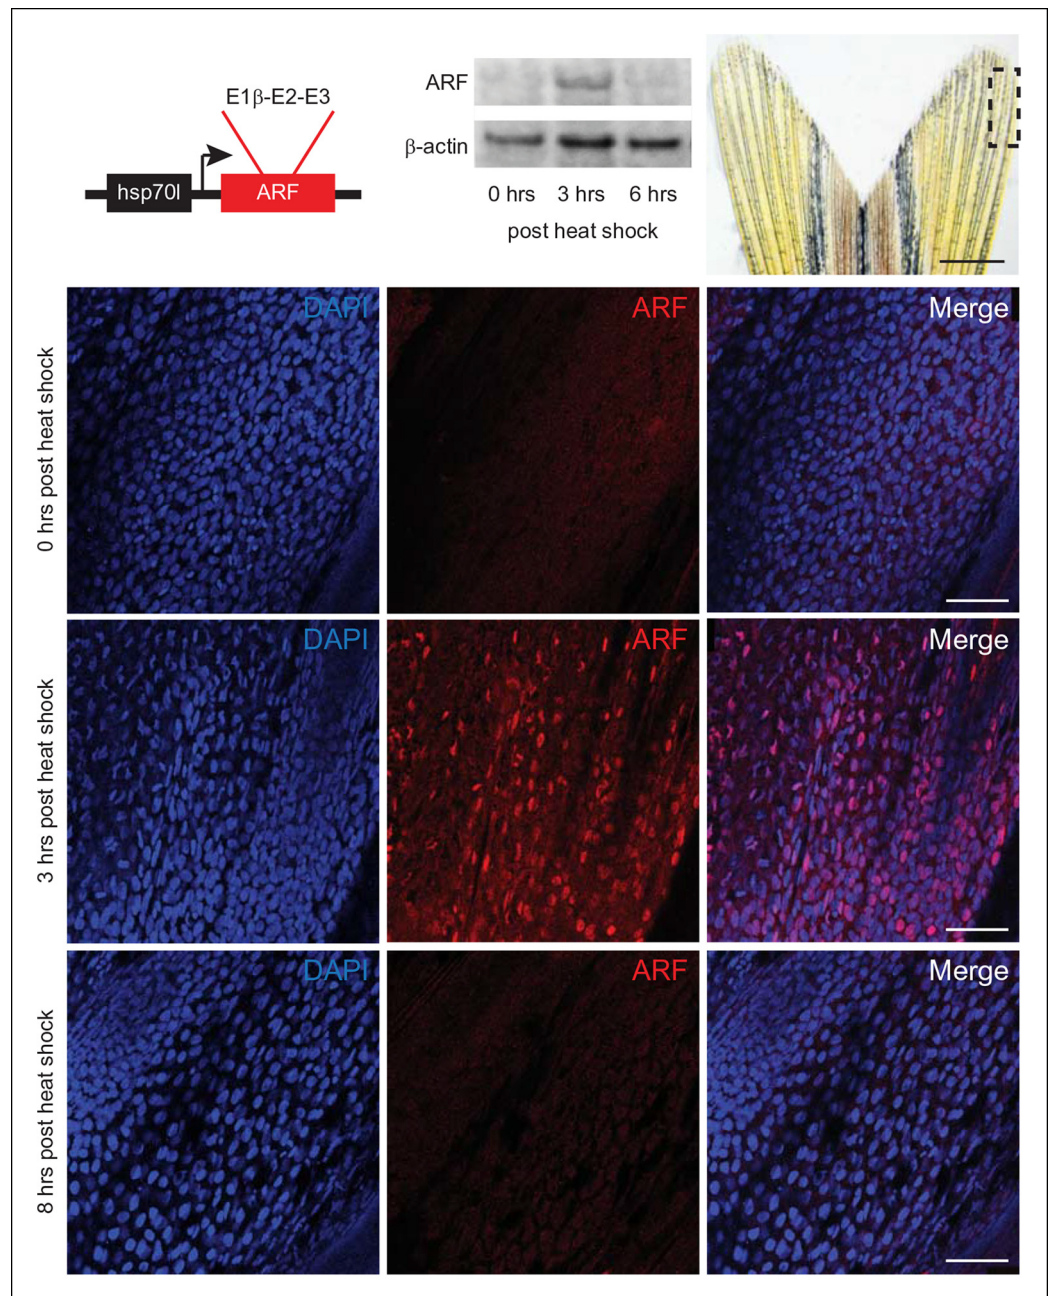 E1β-E2-E3
hsp70l
ARF
ARF
β-actin
0 hrs 3 hrs 6 hrs
post heat shock
0 hrs post heat shock
DAPI
ARF
Merge
3 hrs post heat shock
DAPI
ARF
Merge
8 hrs post heat shock
DAPI
ARF
Merge